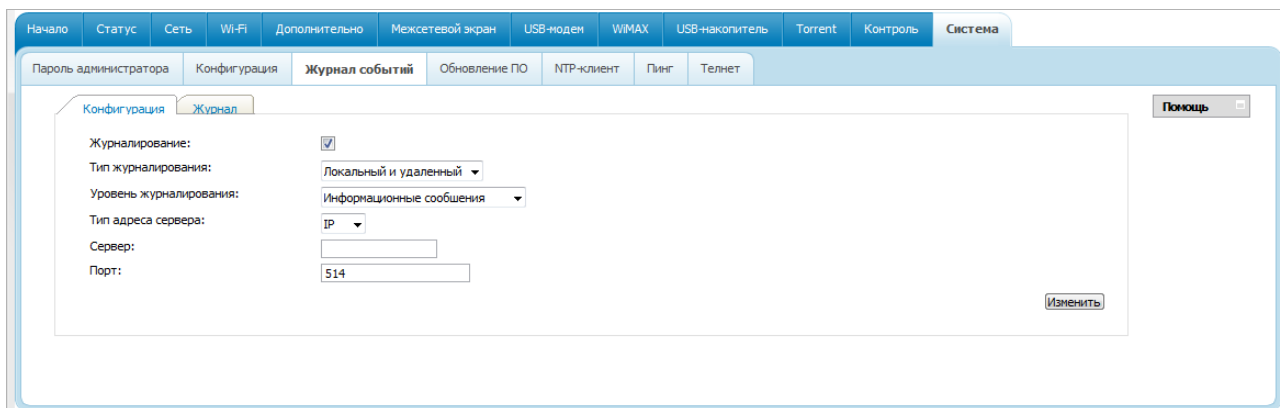 Начало Статус Сеть Wi-Fi Дополнительно Межсетевой экран USB-модем WiMAX USB-накопитель Torrent Контроль Система
Пароль администратора Конфигурация Журнал событий Обновление ПО NTP-клиент Пинг Телнет
Конфигурация Журнал Помощь
Журналирование:
Тип журналирования: Локальный и удаленный
Уровень журналирования: Информационные сообщения
Тип адреса сервера: IP
Сервер:
Порт: 514
Изменить